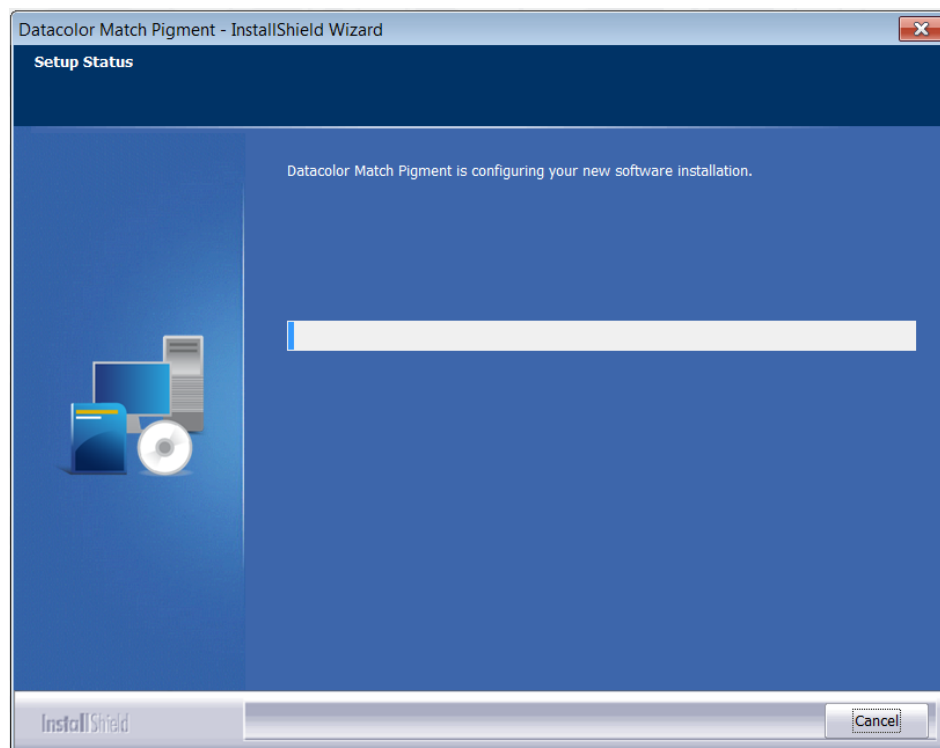 Datacolor Match Pigment - InstallShield Wizard
Setup Status
Datacolor Match Pigment is configuring your new software installation.
InstallShield
Cancel